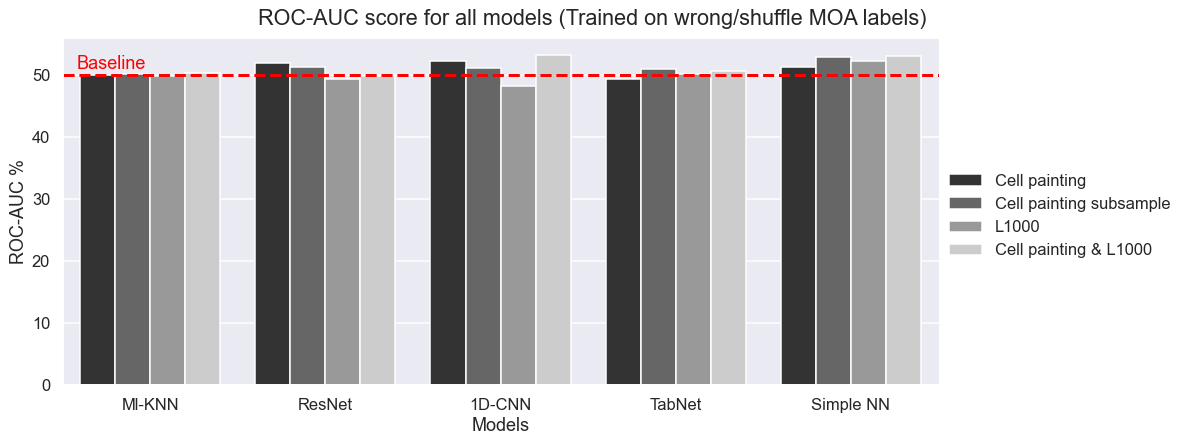 ROC-AUC score for all models (Trained on wrong/shuffle MOA labels)
Baseline
ROC-AUC %
50
40
30
20
10
0
MI-KNN
ResNet
1D-CNN
TabNet
Simple NN
Models
Cell painting
Cell painting subsample
L1000
Cell painting & L1000